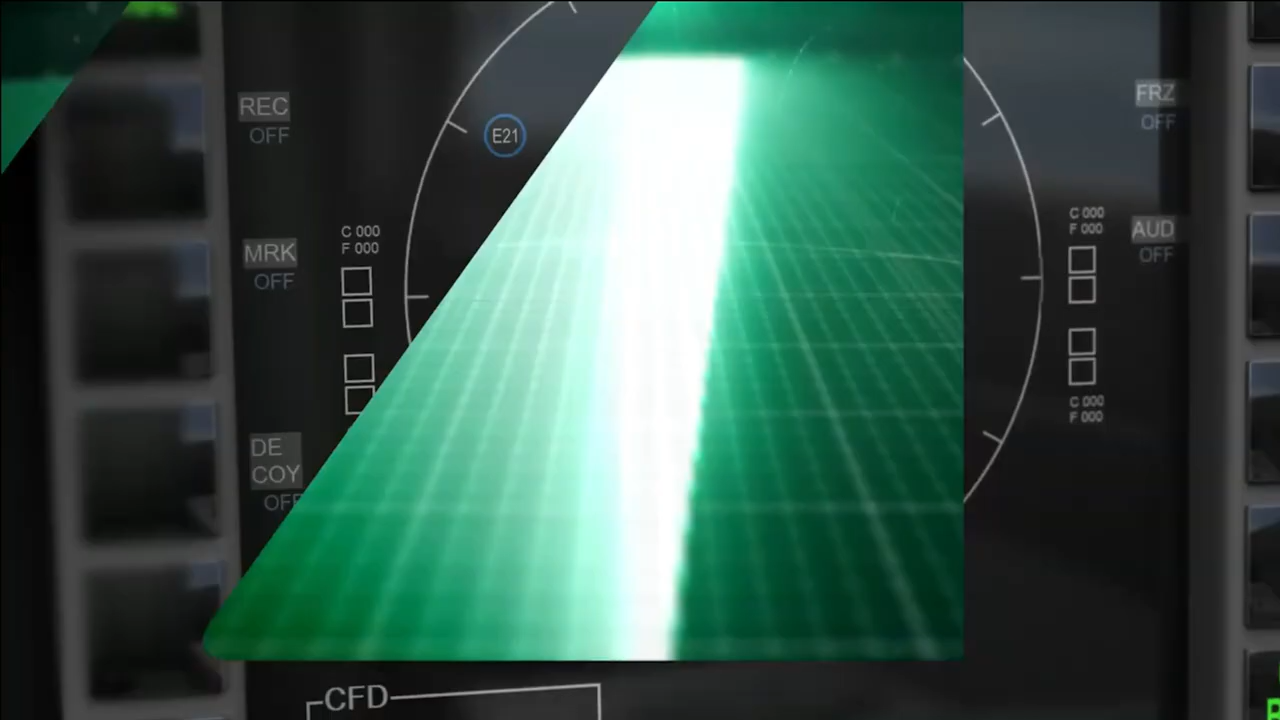 REC
OFF
E21
FRZ
OFF
C 000
F 000
MRK
OFF
C 000
F 000
AUD
OFF
DE
COY
OFF
C 000
F 000
CFD